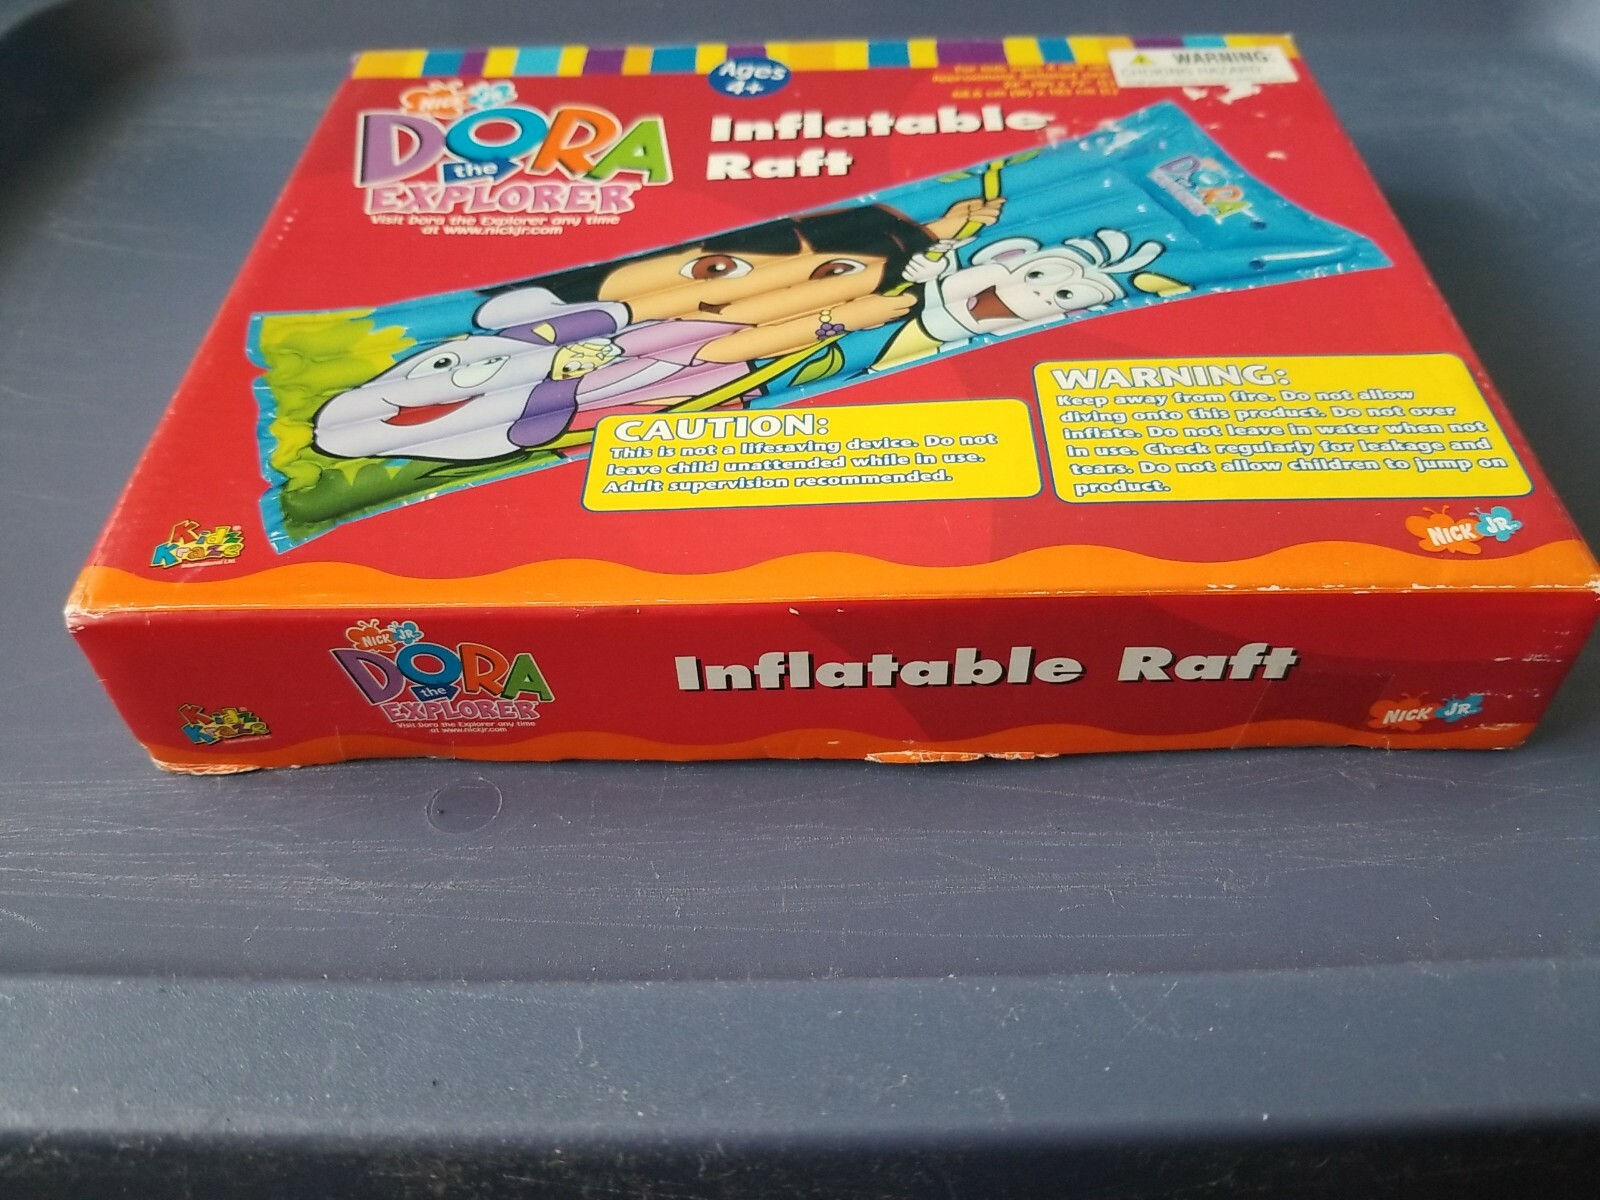 WARNING:
CHOKING HAZARD
Ages
4+
NICK JR.
DORA
the
EXPLORER
Visit Dora the Explorer any time
at www.nickjr.com
Inflatable
Raft
DORA
CAUTION:
This is not a lifesaving device. Do not
leave child unattended while in use.
Adult supervision recommended.
WARNING:
Keep away from fire. Do not allow
diving onto this product. Do not over
inflate. Do not leave in water when not
in use. Check regularly for leakage and
tears. Do not allow children to jump on
product.
Kidz
Kraze
NICK JR.
NICK JR.
DORA
the
EXPLORER
Visit Dora the Explorer any time
at www.nickjr.com
Inflatable Raft
Kidz
Kraze
NICK JR.